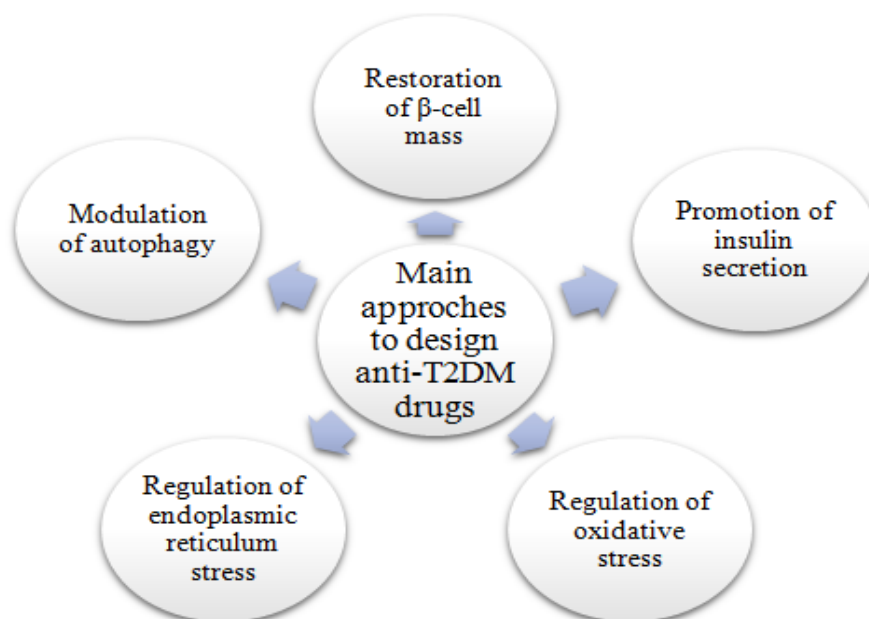 Restoration
of β-cell
mass
Modulation
of autophagy
Promotion of
insulin
secretion
Main
approches
to design
anti-T2DM
drugs
Regulation of
endoplasmic
reticulum
stress
Regulation of
oxidative
stress